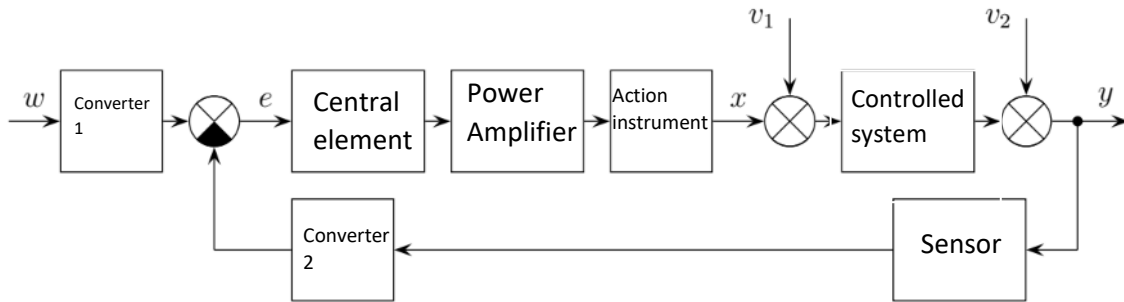 v₁
v₂
w
Converter
1
e
Central
element
Power
Amplifier
Action
instrument
x
Controlled
system
y
Converter
2
Sensor